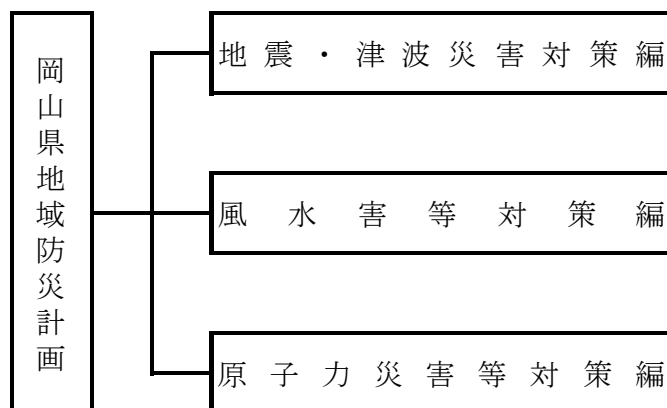 岡山県地域防災計画
地震・津波災害対策編
風水害等対策編
原子力災害等対策編